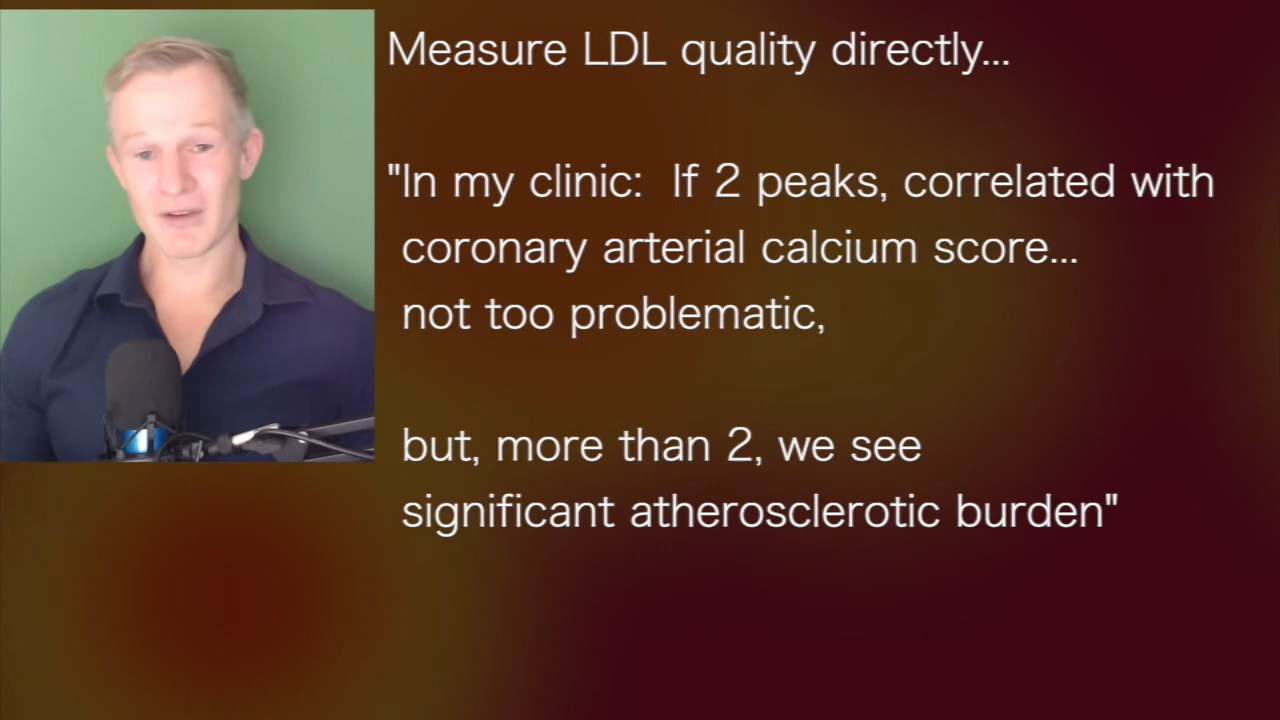 Measure LDL quality directly...
"In my clinic:  If 2 peaks, correlated with
coronary arterial calcium score...
not too problematic,
but, more than 2, we see
significant atherosclerotic burden"